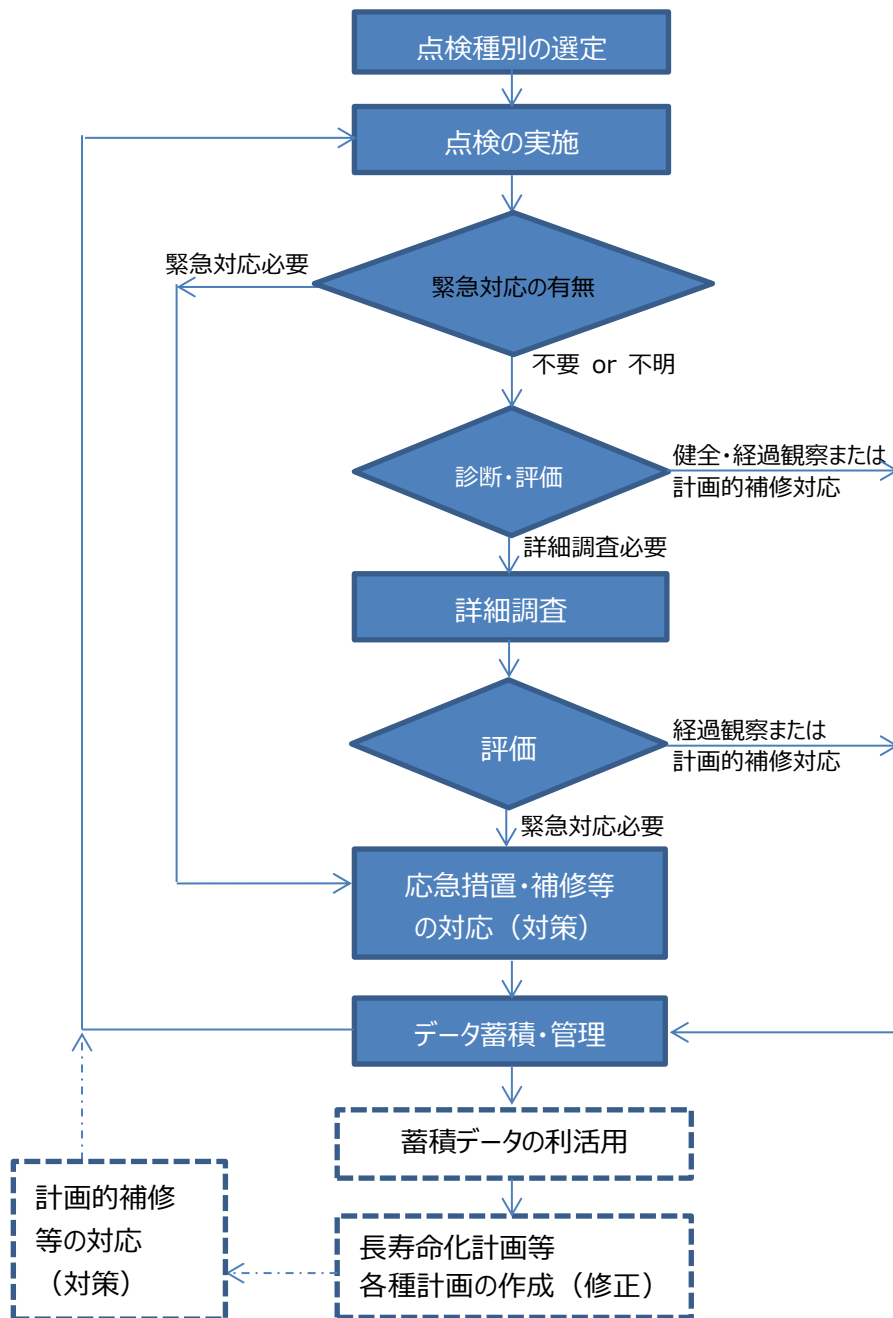 点検種別の選定
点検の実施
緊急対応必要
緊急対応の有無
不要 or 不明
診断・評価
健全・経過観察または
計画的補修対応
詳細調査必要
詳細調査
評価
経過観察または
計画的補修対応
緊急対応必要
応急措置・補修等
の対応（対策）
データ蓄積・管理
蓄積データの利活用
計画的補修
等の対応
（対策）
長寿命化計画等
各種計画の作成（修正）